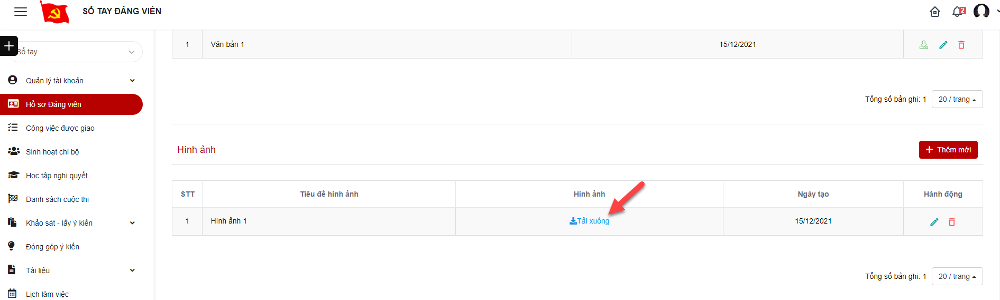 SỔ TAY ĐẢNG VIÊN
2
Sổ tay
Quản lý tài khoản
Hồ sơ Đảng viên
Công việc được giao
Sinh hoạt chi bộ
Học tập nghị quyết
Danh sách cuộc thi
Khảo sát - lấy ý kiến
Đóng góp ý kiến
Tài liệu
Lịch làm việc
1 Văn bản 1 15/12/2021
Tổng số bản ghi: 1 20 / trang
Hình ảnh
Thêm mới
STT Tiêu đề hình ảnh Hình ảnh Ngày tạo Hành động
1 Hình ảnh 1 Tải xuống 15/12/2021
Tổng số bản ghi: 1 20 / trang